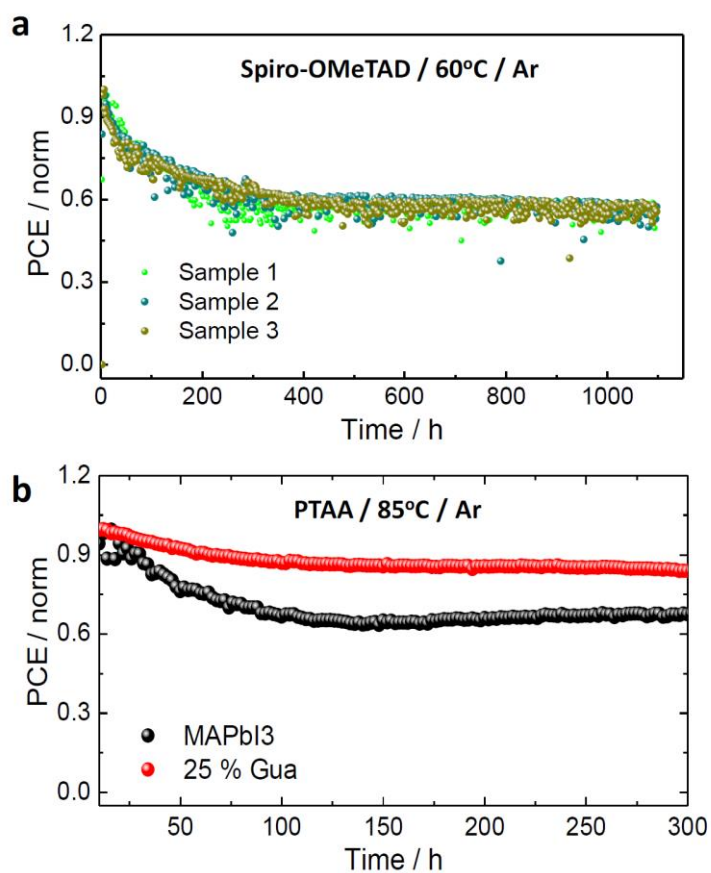 a
Spiro-OMeTAD / 60°C / Ar
PCE / norm
1.2
0.9
0.6
0.3
0.0
Sample 1
Sample 2
Sample 3
0 200 400 600 800 1000
Time / h
b
PTAA / 85°C / Ar
PCE / norm
1.2
0.9
0.6
0.3
0.0
MAPbI3
25 % Gua
50 100 150 200 250 300
Time / h